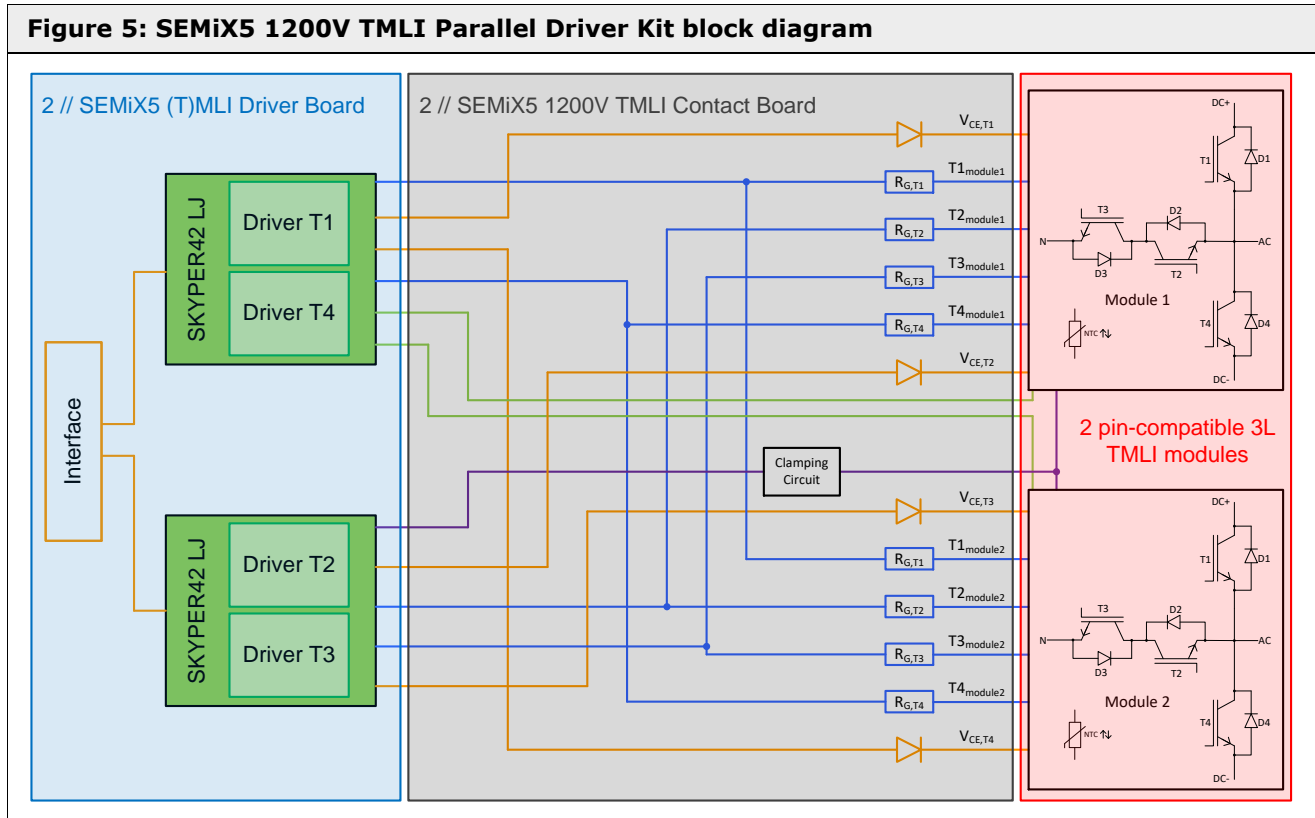 Figure 5: SEMiX5 1200V TMLI Parallel Driver Kit block diagram
2 // SEMiX5 (T)MLI Driver Board
Interface
SKYPER42 LJ
Driver T1
Driver T4
SKYPER42 LJ
Driver T2
Driver T3
2 // SEMiX5 1200V TMLI Contact Board
VCE,T1
RG,T1 T1module1
RG,T2 T2module1
RG,T3 T3module1
RG,T4 T4module1
VCE,T2
Clamping
Circuit
VCE,T3
RG,T1 T1module2
RG,T2 T2module2
RG,T3 T3module2
RG,T4 T4module2
VCE,T4
DC+
T1
D1
T3
D2
N
AC
D3
T2
Module 1
T4
D4
NTC
DC-
2 pin-compatible 3L
TMLI modules
DC+
T1
D1
T3
D2
N
AC
D3
T2
Module 2
T4
D4
NTC
DC-